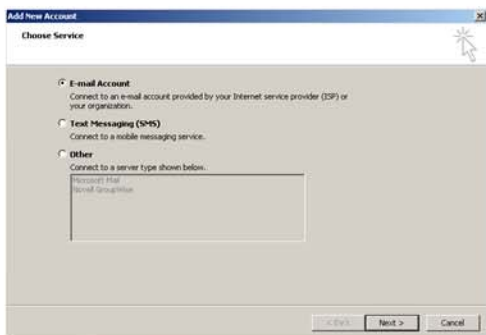 Add New Account
Choose Service
E-mail Account
Connect to an e-mail account provided by your Internet service provider (ISP) or
your organization.
Text Messaging (SMS)
Connect to a mobile messaging service.
Other
Connect to a server type shown below.
Microsoft Mail
Novell GroupWise
< Back
Next >
Cancel